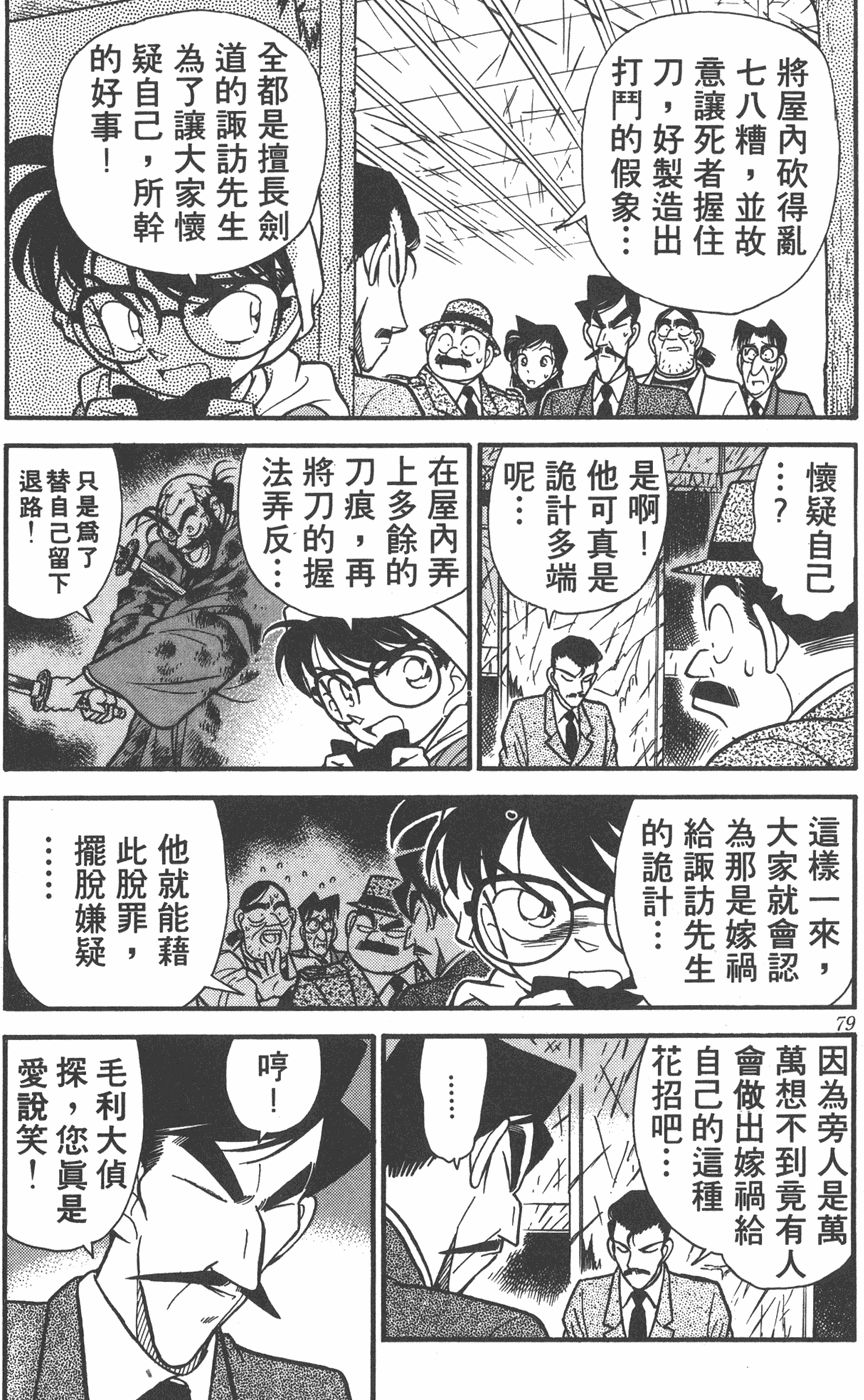 將屋內砍得亂
七八糟，並故
意讓死者握住
刀，好製造出
打鬥的假象…
全都是擅長劍
道的諏訪先生
為了讓大家懷
疑自己，所幹
的好事！
懷疑自己
…？
是啊！
他可真是
詭計多端
呢…
在屋內弄
上多餘的
刀痕，再
將刀的握
法弄反…
只是爲了
替自己留下
退路！
這樣一來，
大家就會認
為那是嫁禍
給諏訪先生
的詭計…
他就能藉
此脫罪，
擺脫嫌疑
……
79
因為旁人是萬
萬想不到竟有人
會做出嫁禍給
自己的這種
花招吧…
……
哼！
毛利大偵
探，您眞是
愛說笑！